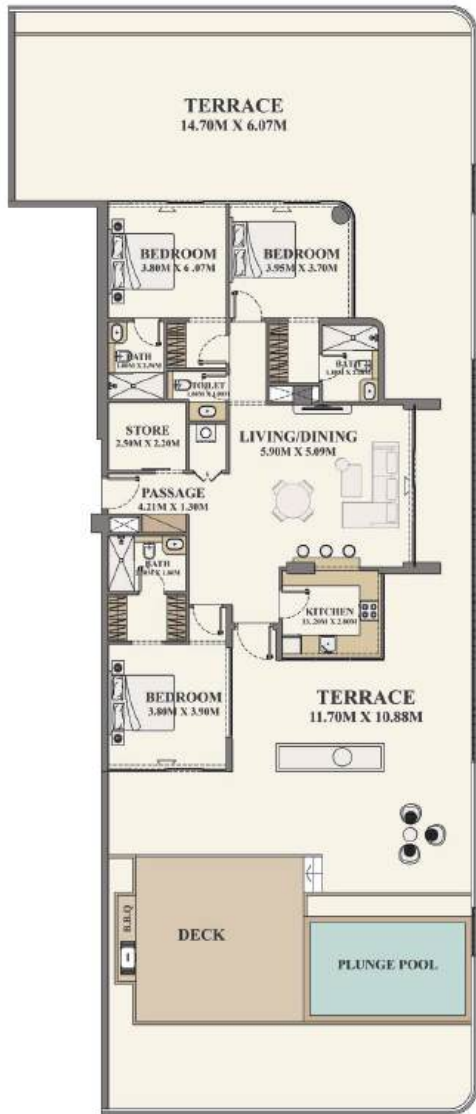 TERRACE
14.70M X 6.07M
BEDROOM
3.80M X 6.07M
BEDROOM
3.95M X 3.70M
BATH
BATH
TOILET
STORE
2.50M X 2.20M
LIVING/DINING
5.90M X 5.09M
PASSAGE
4.21M X 1.30M
BATH
KITCHEN
BEDROOM
3.80M X 3.90M
TERRACE
11.70M X 10.88M
B.B.Q
DECK
PLUNGE POOL